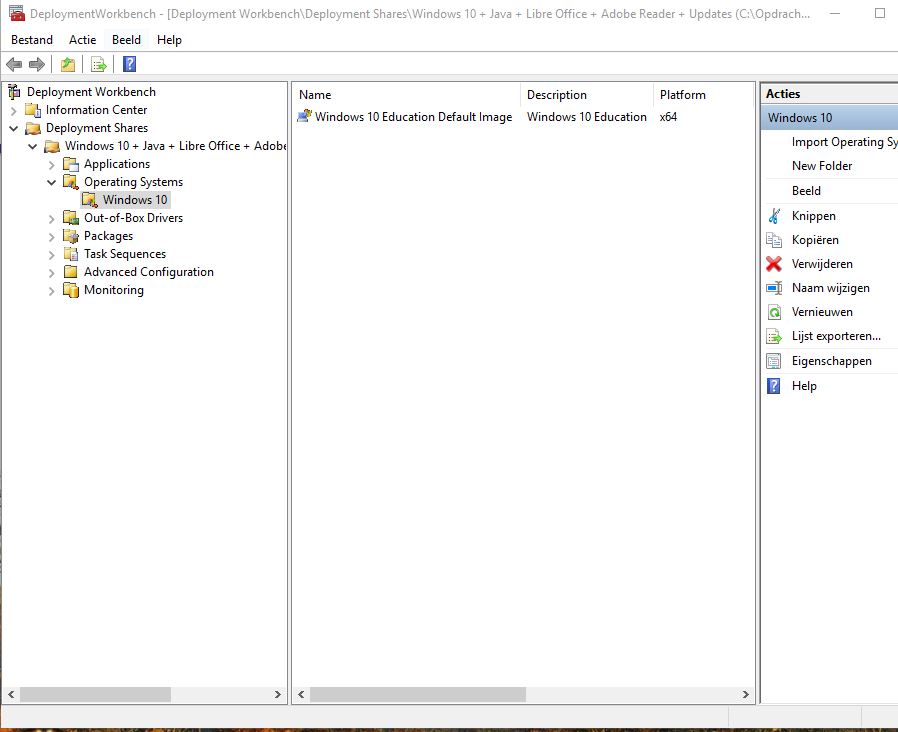 DeploymentWorkbench - [Deployment Workbench\Deployment Shares\Windows 10 + Java + Libre Office + Adobe Reader + Updates (C:\Opdrach...
Bestand Actie Beeld Help
Deployment Workbench
Information Center
Deployment Shares
Windows 10 + Java + Libre Office + Adobe
Applications
Operating Systems
Windows 10
Out-of-Box Drivers
Packages
Task Sequences
Advanced Configuration
Monitoring
Name Description Platform
Windows 10 Education Default Image Windows 10 Education x64
Acties
Windows 10
Import Operating Sy
New Folder
Beeld
Knippen
Kopiëren
Verwijderen
Naam wijzigen
Vernieuwen
Lijst exporteren...
Eigenschappen
Help